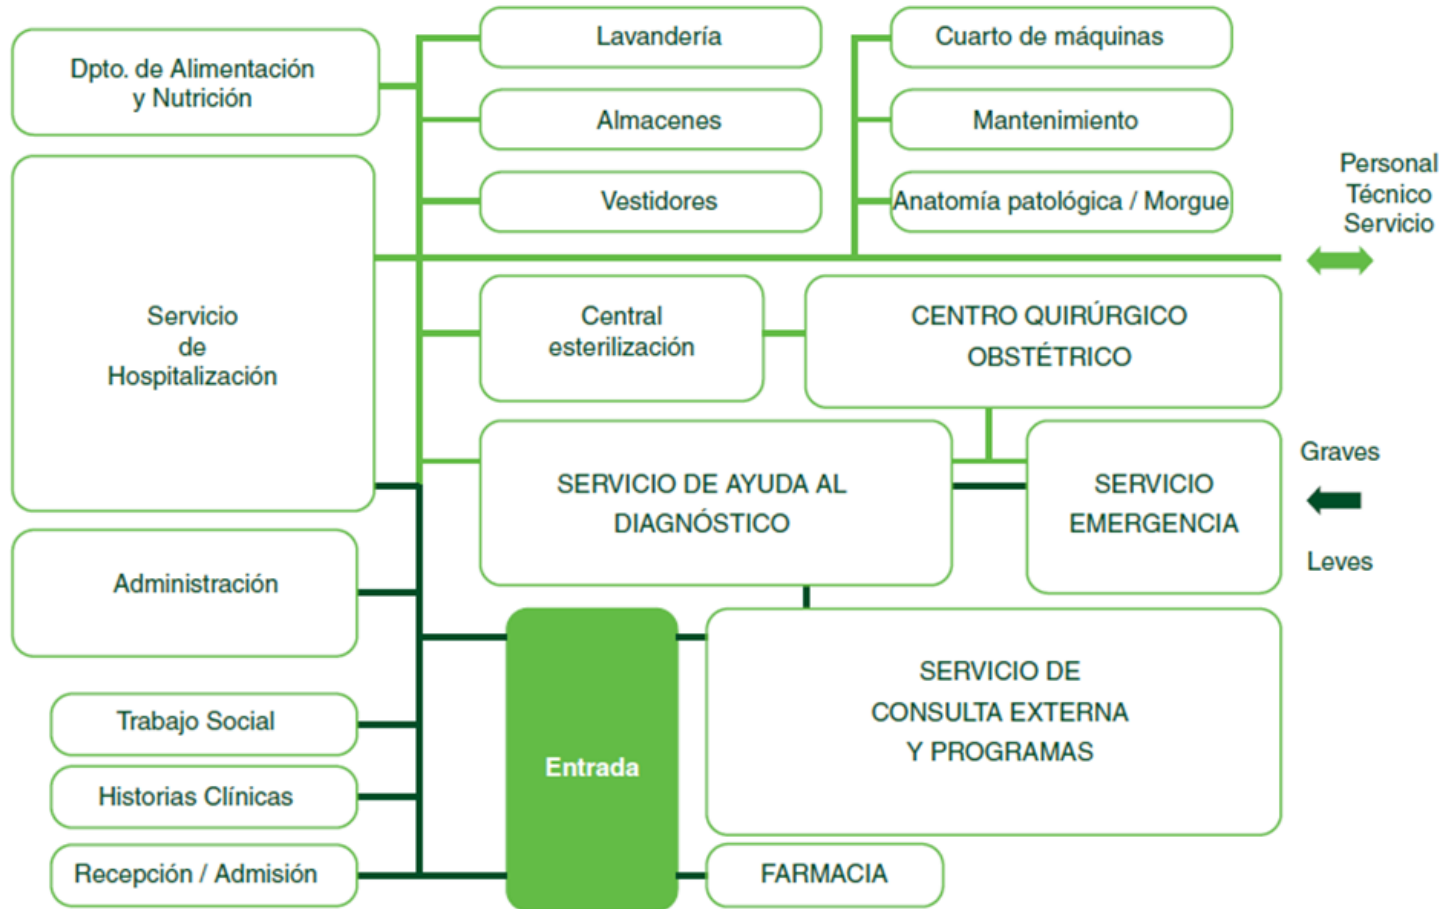 Dpto. de Alimentación
y Nutrición
Lavandería
Cuarto de máquinas
Almacenes
Mantenimiento
Vestidores
Anatomía patológica / Morgue
Personal
Técnico
Servicio
Servicio
de
Hospitalización
Central
esterilización
CENTRO QUIRÚRGICO
OBSTÉTRICO
SERVICIO DE AYUDA AL
DIAGNÓSTICO
SERVICIO
EMERGENCIA
Graves
Leves
Administración
Trabajo Social
Historias Clínicas
Recepción / Admisión
Entrada
SERVICIO DE
CONSULTA EXTERNA
Y PROGRAMAS
FARMACIA